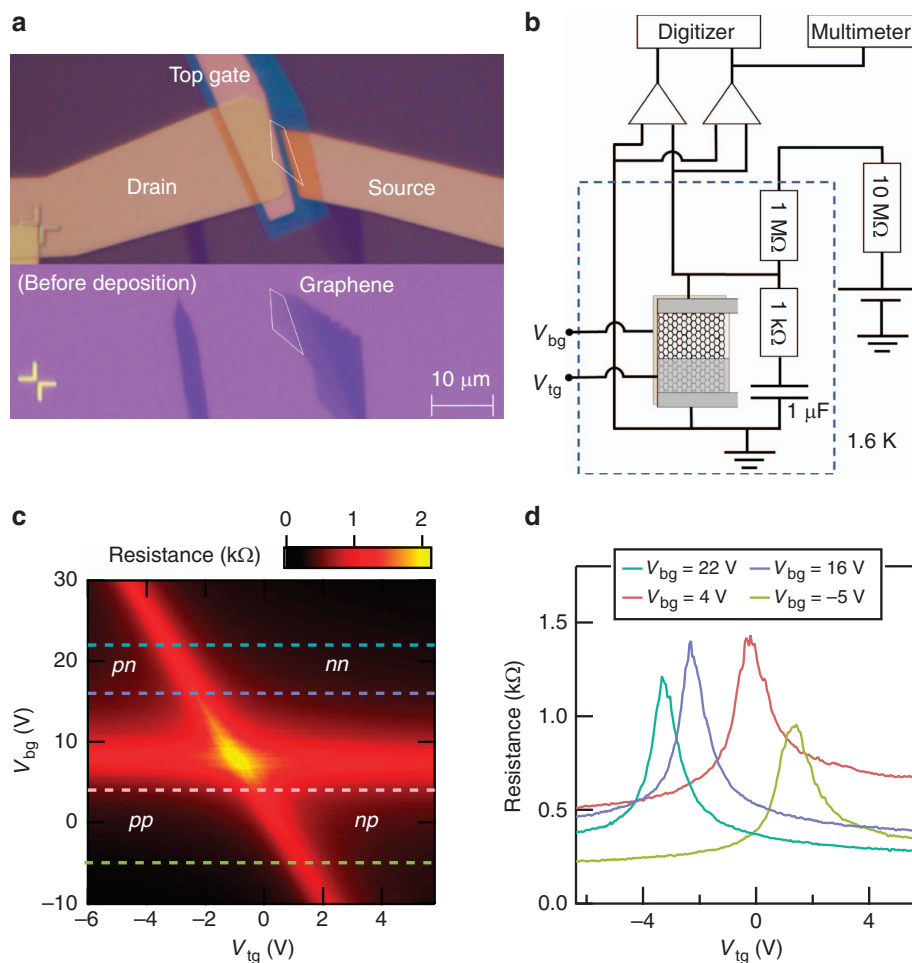 a
Top gate
Drain
Source
(Before deposition)
Graphene
10 μm
b
Digitizer
Multimeter
1 MΩ
10 MΩ
1 kΩ
V_bg
V_tg
1 μF
1.6 K
c
0 1 2
Resistance (kΩ)
30
20
10
0
−10
V_bg (V)
pn
nn
pp
np
−6 −4 −2 0 2 4
V_tg (V)
d
V_bg = 22 V V_bg = 16 V
V_bg = 4 V V_bg = −5 V
1.5
1.0
0.5
0.0
Resistance (kΩ)
−4 0 4
V_tg (V)